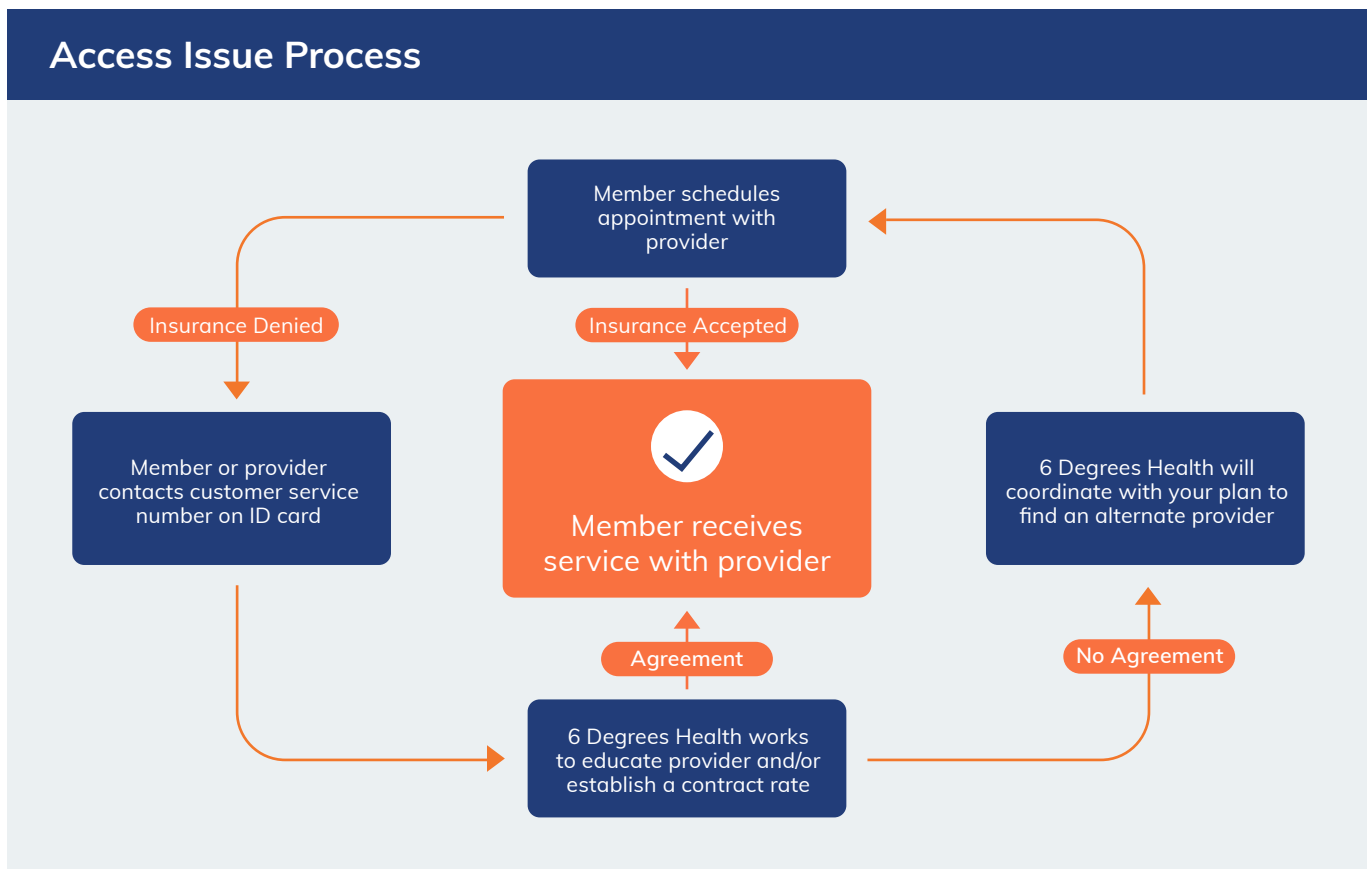 Access Issue Process
Member schedules
appointment with
provider
Insurance Denied
Insurance Accepted
Member or provider
contacts customer service
number on ID card
Member receives
service with provider
6 Degrees Health will
coordinate with your plan to
find an alternate provider
Agreement
No Agreement
6 Degrees Health works
to educate provider and/or
establish a contract rate